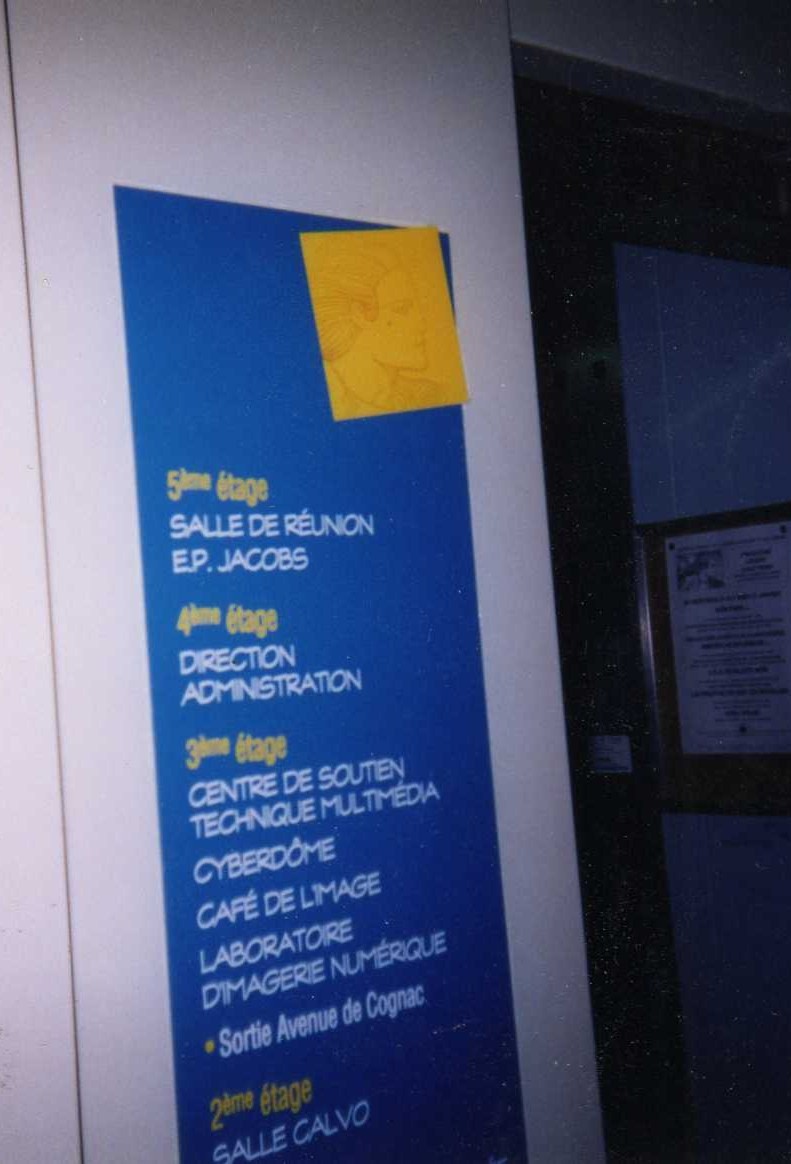 5ème étage
SALLE DE RÉUNION
E.P. JACOBS
4ème étage
DIRECTION
ADMINISTRATION
3ème étage
CENTRE DE SOUTIEN
TECHNIQUE MULTIMÉDIA
CYBERDÔME
CAFÉ DE L'IMAGE
LABORATOIRE
D'IMAGERIE NUMÉRIQUE
• Sortie Avenue de Cognac
2ème étage
SALLE CALVO